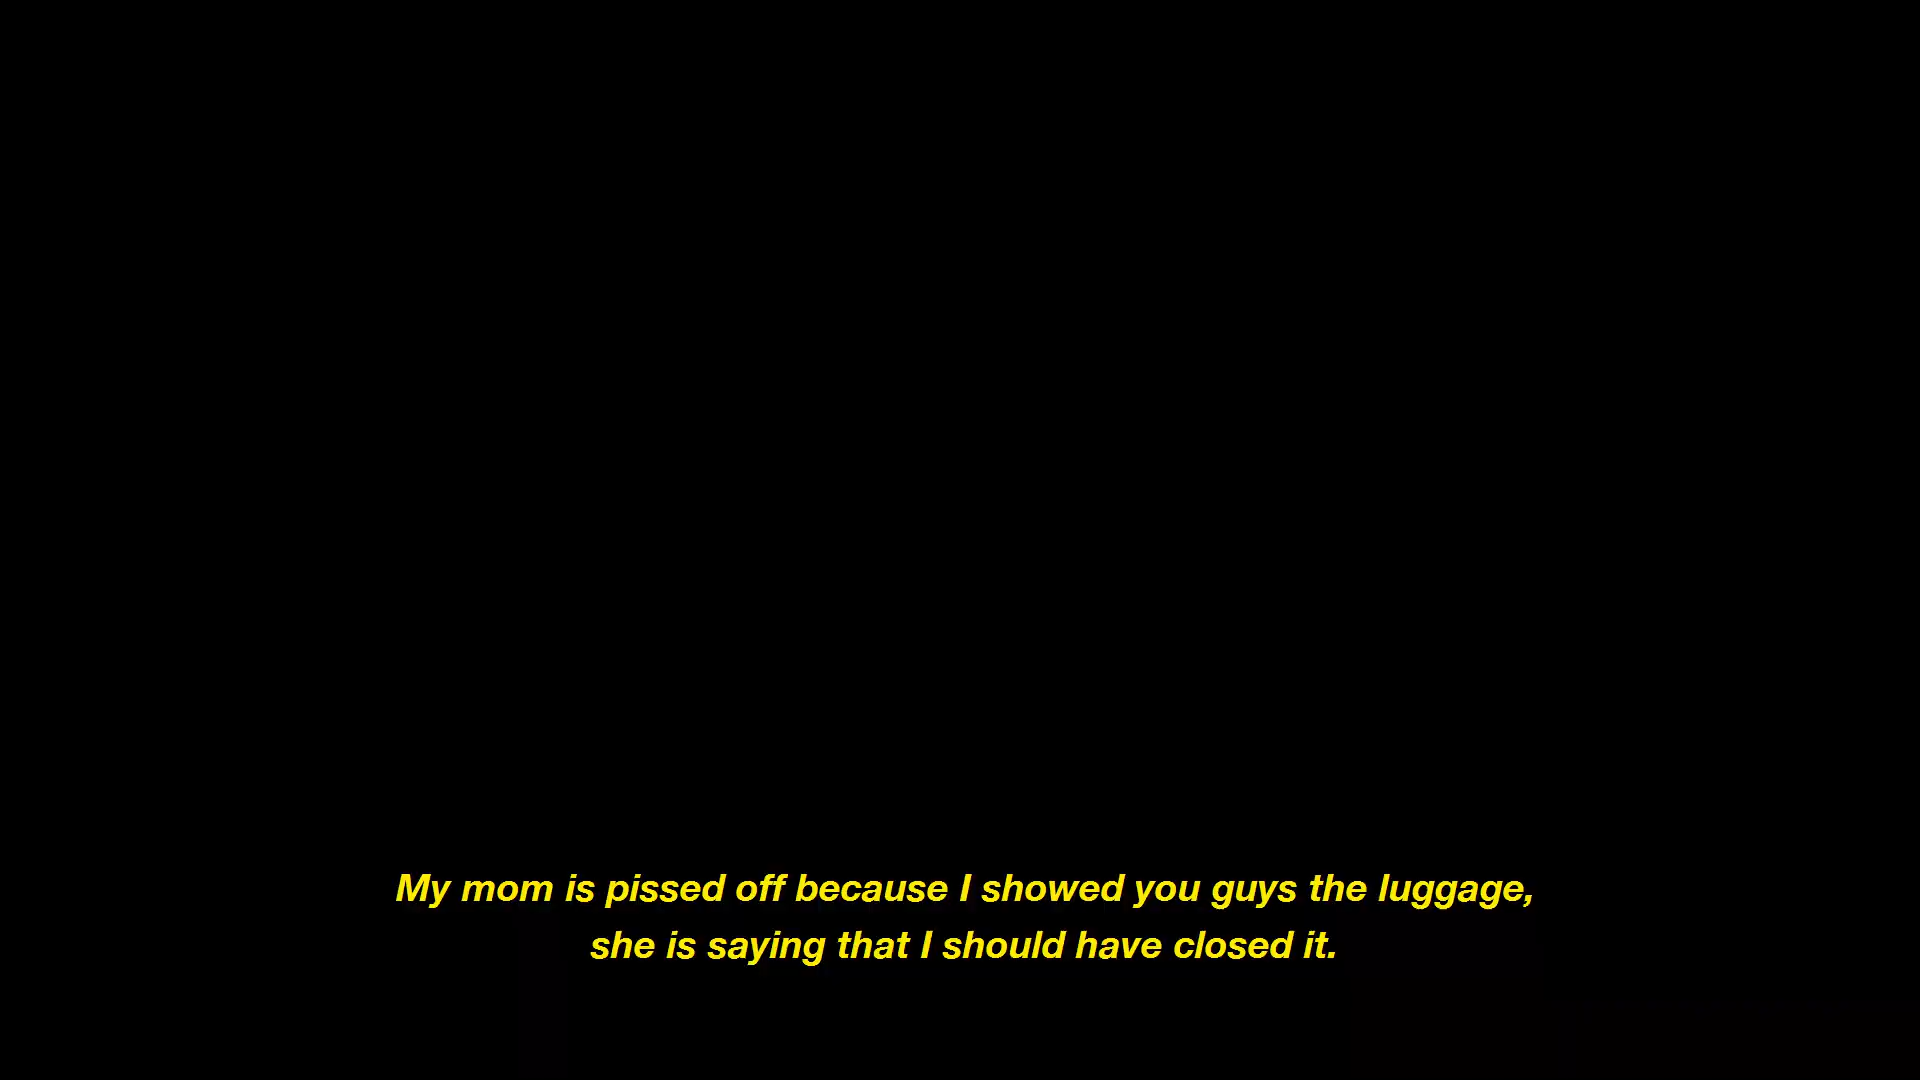 My mom is pissed off because I showed you guys the luggage,
she is saying that I should have closed it.